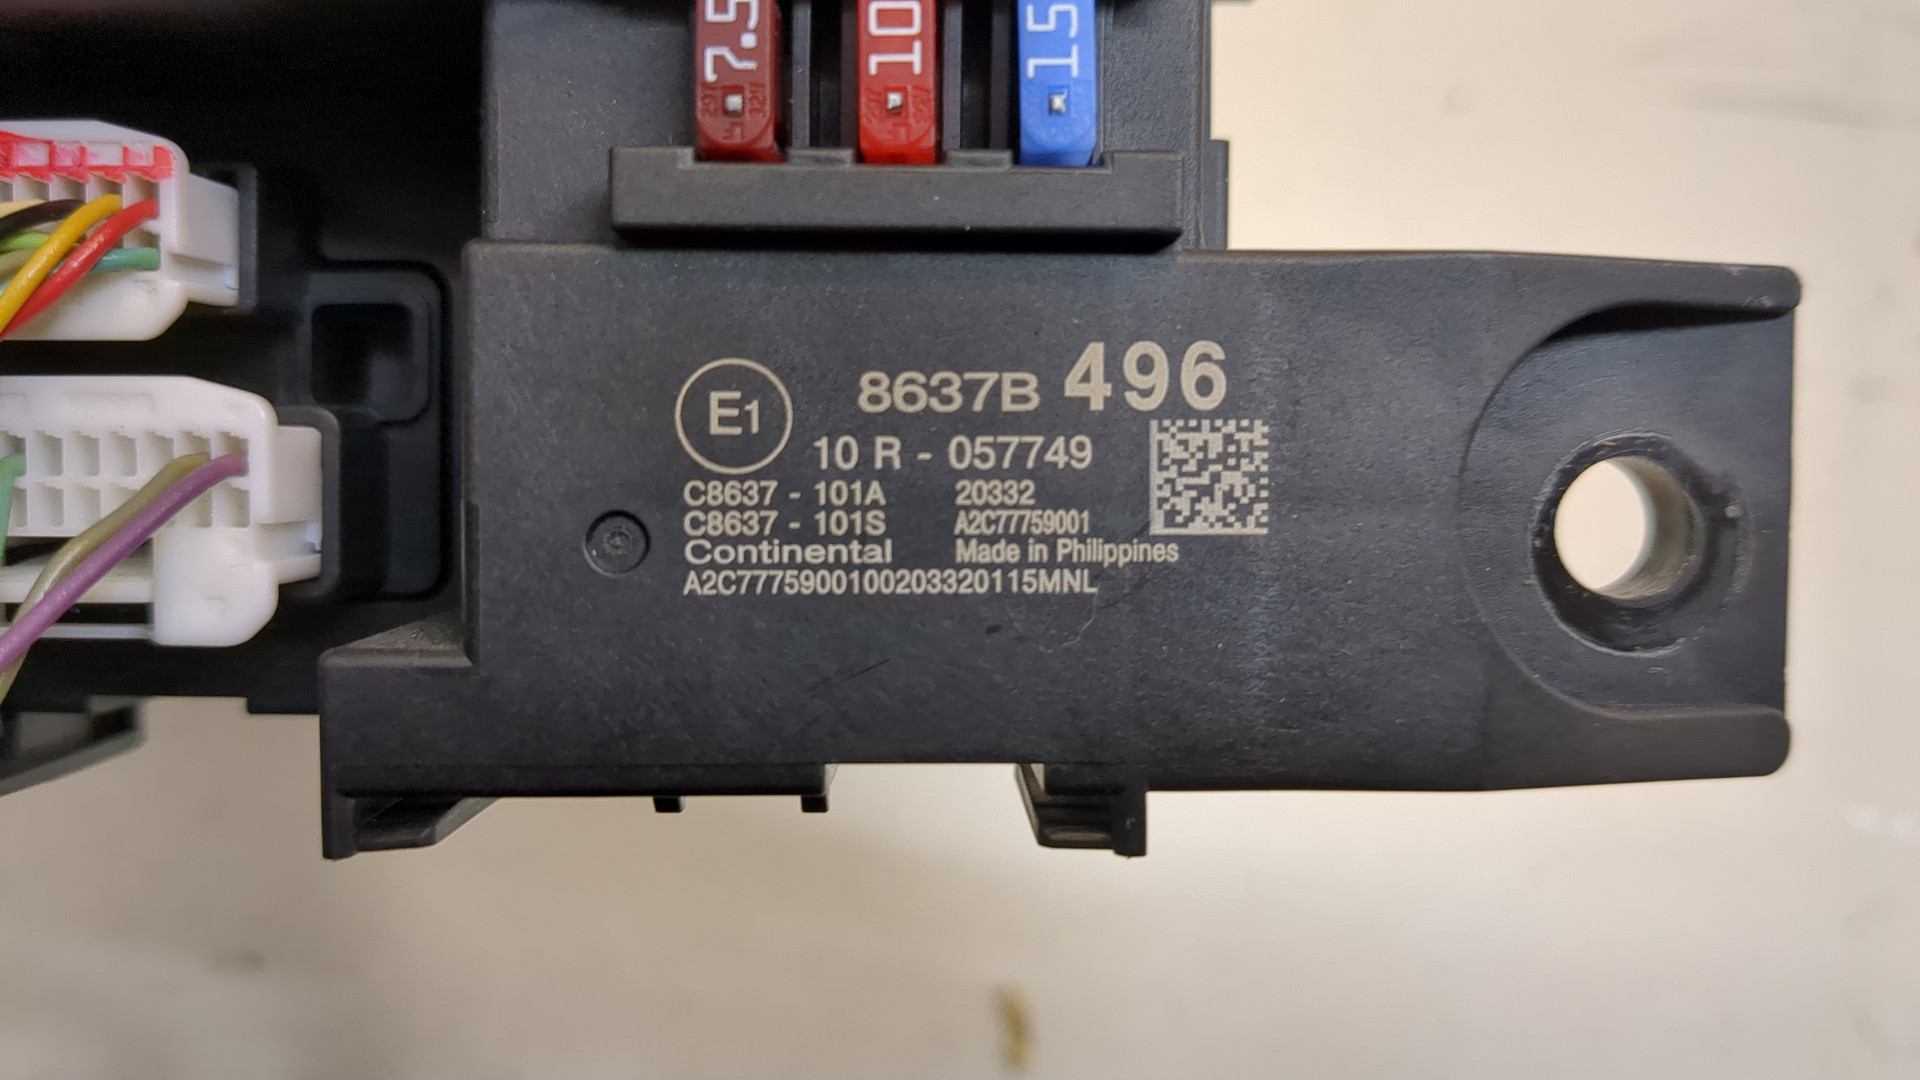 7.5
10
15
E1
8637B 496
10 R - 057749
C8637 - 101A 20332
C8637 - 101S A2C77759001
Continental Made in Philippines
A2C7775900100203320115MNL